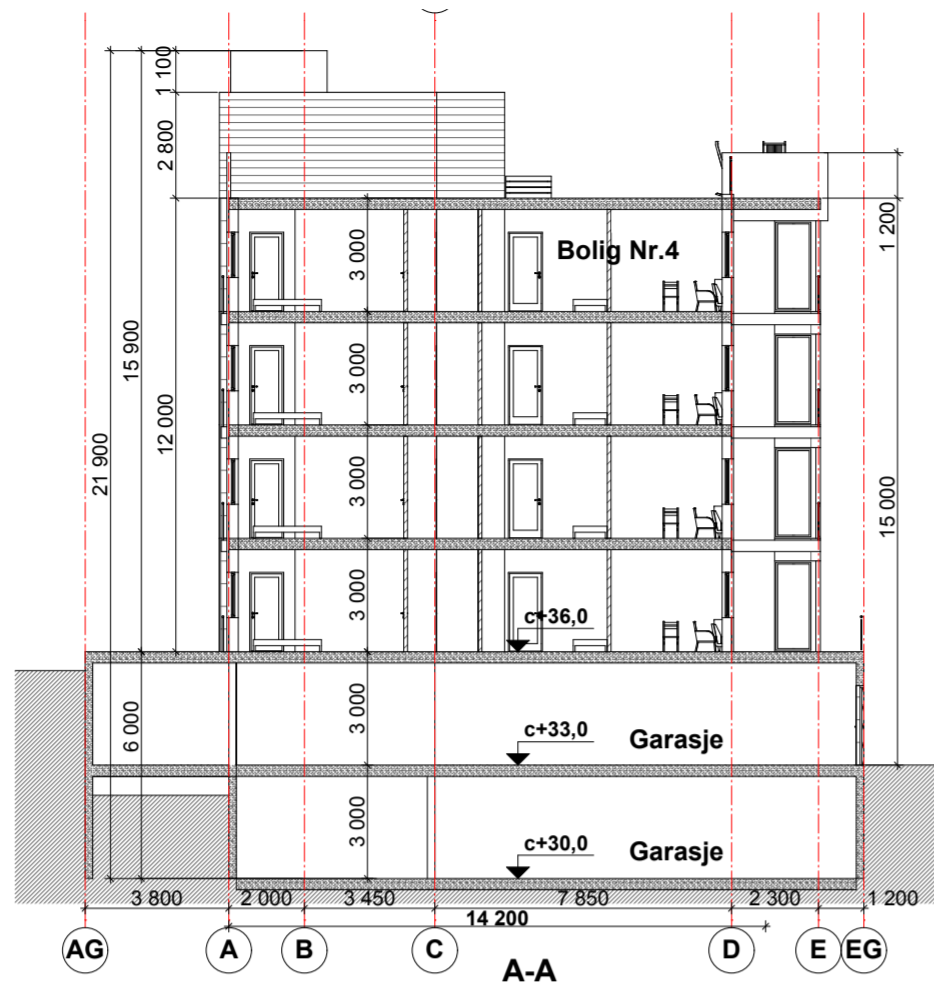 1 100
2 800
15 900
21 900
12 000
6 000
3 000
3 000
3 000
3 000
3 000
3 000
1 200
15 000
Bolig Nr.4
c+36,0
c+33,0
Garasje
c+30,0
Garasje
3 800
2 000
3 450
7 850
2 300
1 200
14 200
AG
A
B
C
D
E
EG
A-A